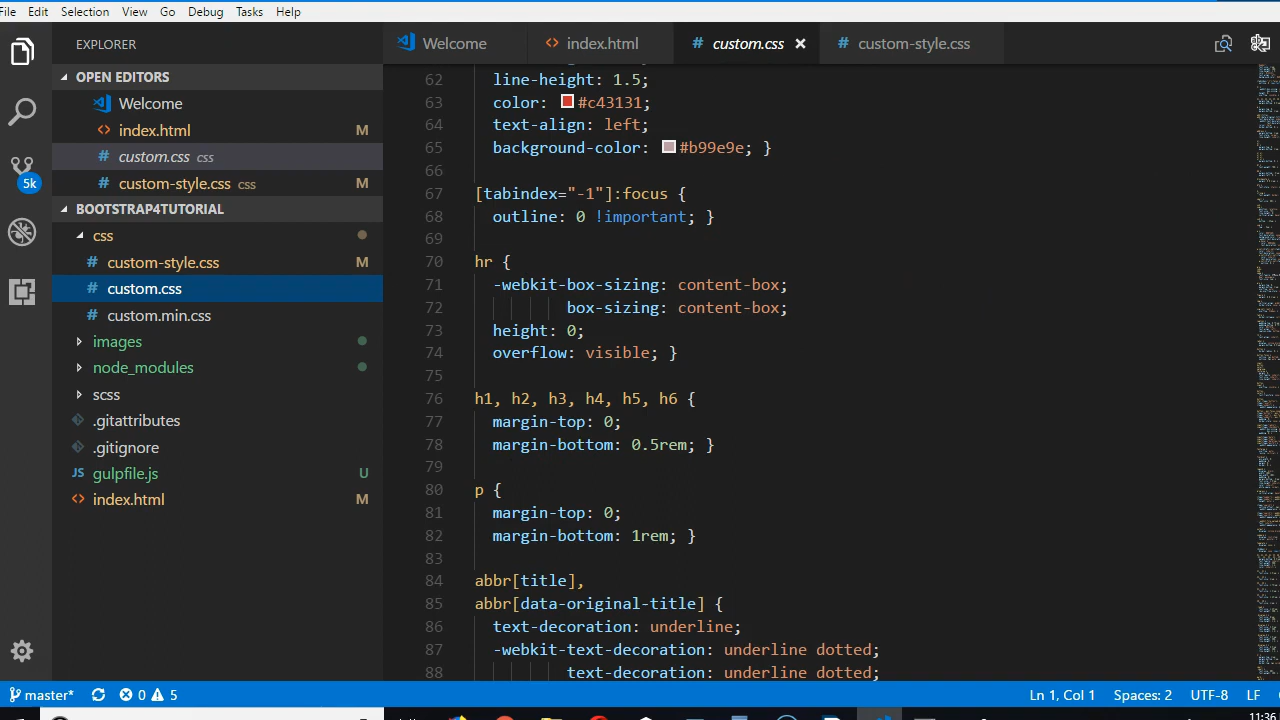 File Edit Selection View Go Debug Tasks Help
EXPLORER
OPEN EDITORS
Welcome
index.html M
custom.css css
custom-style.css css M
5k
BOOTSTRAP4TUTORIAL
css
custom-style.css M
custom.css
custom.min.css
images
node_modules
scss
.gitattributes
.gitignore
JS gulpfile.js U
index.html M
Welcome index.html custom.css custom-style.css
62 line-height: 1.5;
63 color: #c43131;
64 text-align: left;
65 background-color: #b99e9e; }
66
67 [tabindex="-1"]:focus {
68 outline: 0 !important; }
69
70 hr {
71 -webkit-box-sizing: content-box;
72 box-sizing: content-box;
73 height: 0;
74 overflow: visible; }
75
76 h1, h2, h3, h4, h5, h6 {
77 margin-top: 0;
78 margin-bottom: 0.5rem; }
79
80 p {
81 margin-top: 0;
82 margin-bottom: 1rem; }
83
84 abbr[title],
85 abbr[data-original-title] {
86 text-decoration: underline;
87 -webkit-text-decoration: underline dotted;
88 text-decoration: underline dotted;
master* 0 5 Ln 1, Col 1 Spaces: 2 UTF-8 LF
11:36